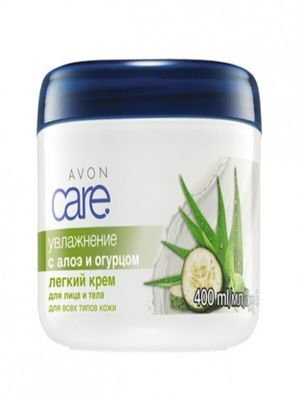 AVON
care
увлажнение
с алоэ и огурцом
легкий крем
для лица и тела
для всех типов кожи
400 ml/мл